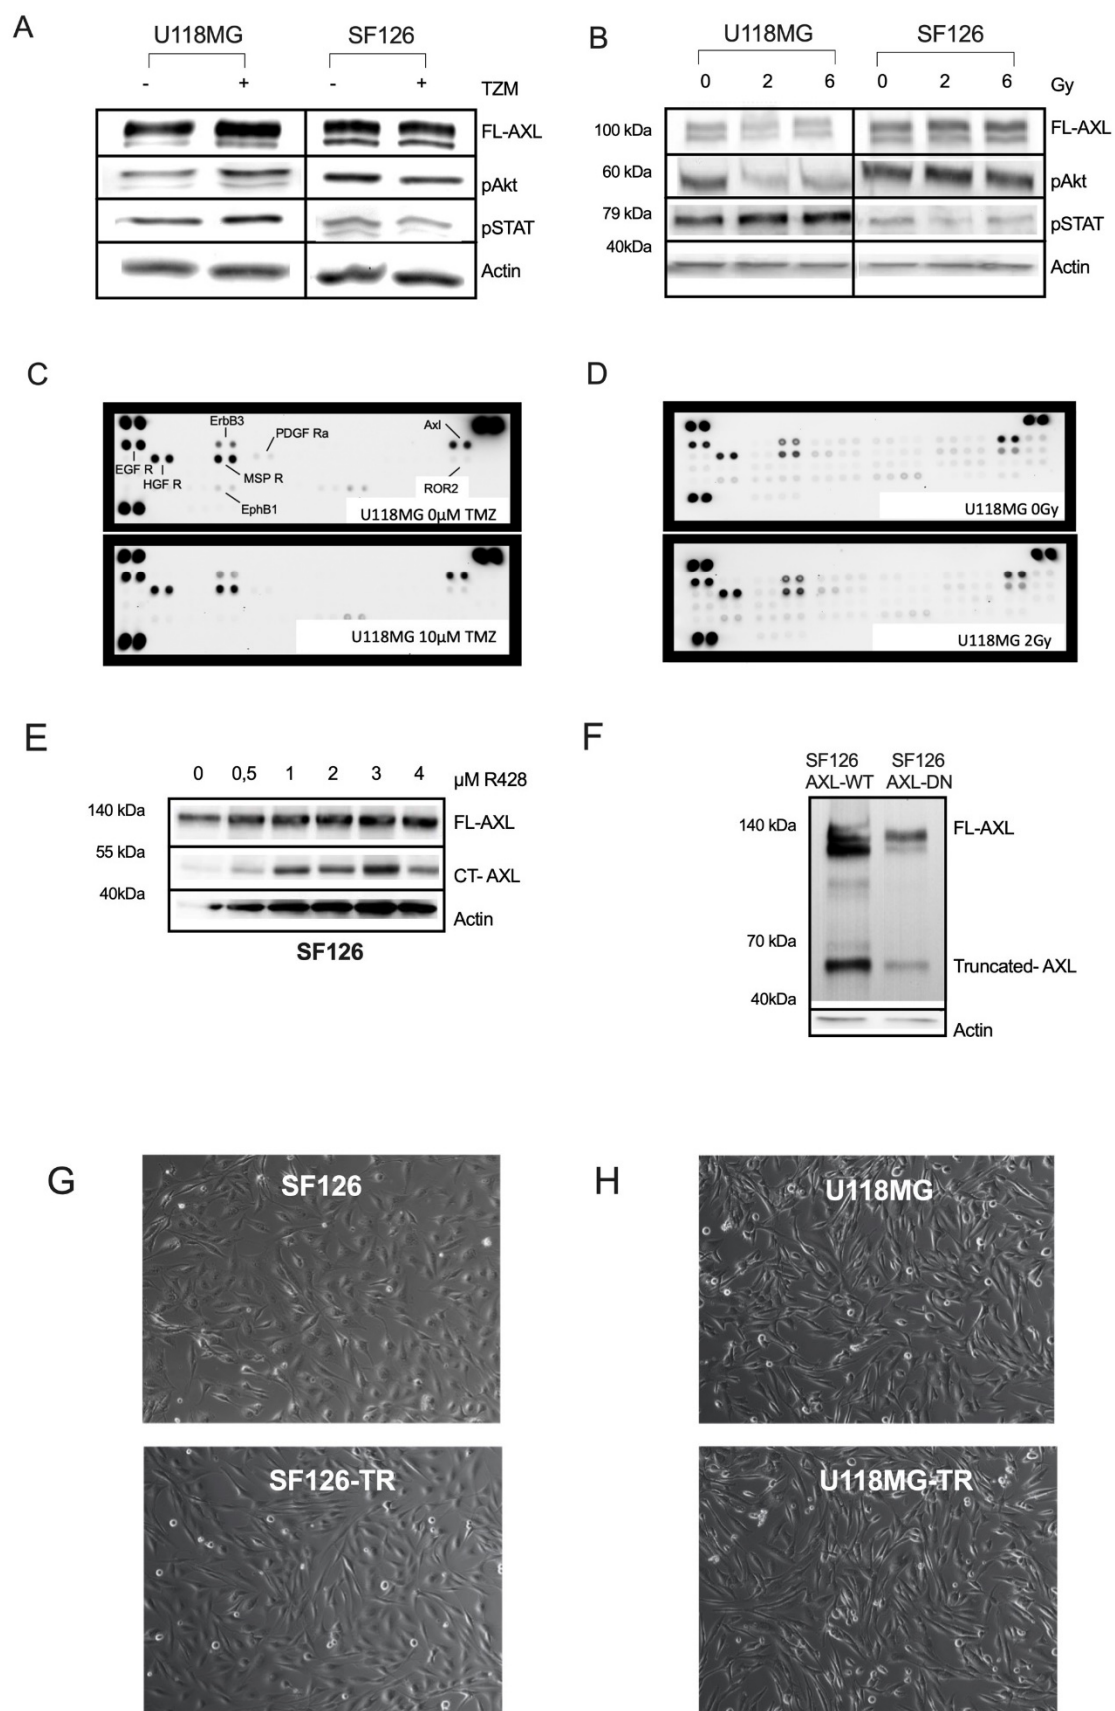 A
U118MG SF126
- + - + TZM
FL-AXL
pAkt
pSTAT
Actin
B
U118MG SF126
0 2 6 0 2 6 Gy
100 kDa FL-AXL
60 kDa pAkt
79 kDa pSTAT
40kDa
Actin
C
ErbB3 Axl
PDGF Ra
EGF R
HGF R MSP R ROR2
EphB1
U118MG 0µM TMZ
U118MG 10µM TMZ
D
U118MG 0Gy
U118MG 2Gy
E
0 0,5 1 2 3 4 µM R428
140 kDa FL-AXL
55 kDa
CT- AXL
40kDa
Actin
SF126
F
SF126 SF126
AXL-WT AXL-DN
140 kDa FL-AXL
70 kDa
Truncated- AXL
40kDa
Actin
G
SF126
SF126-TR
H
U118MG
U118MG-TR